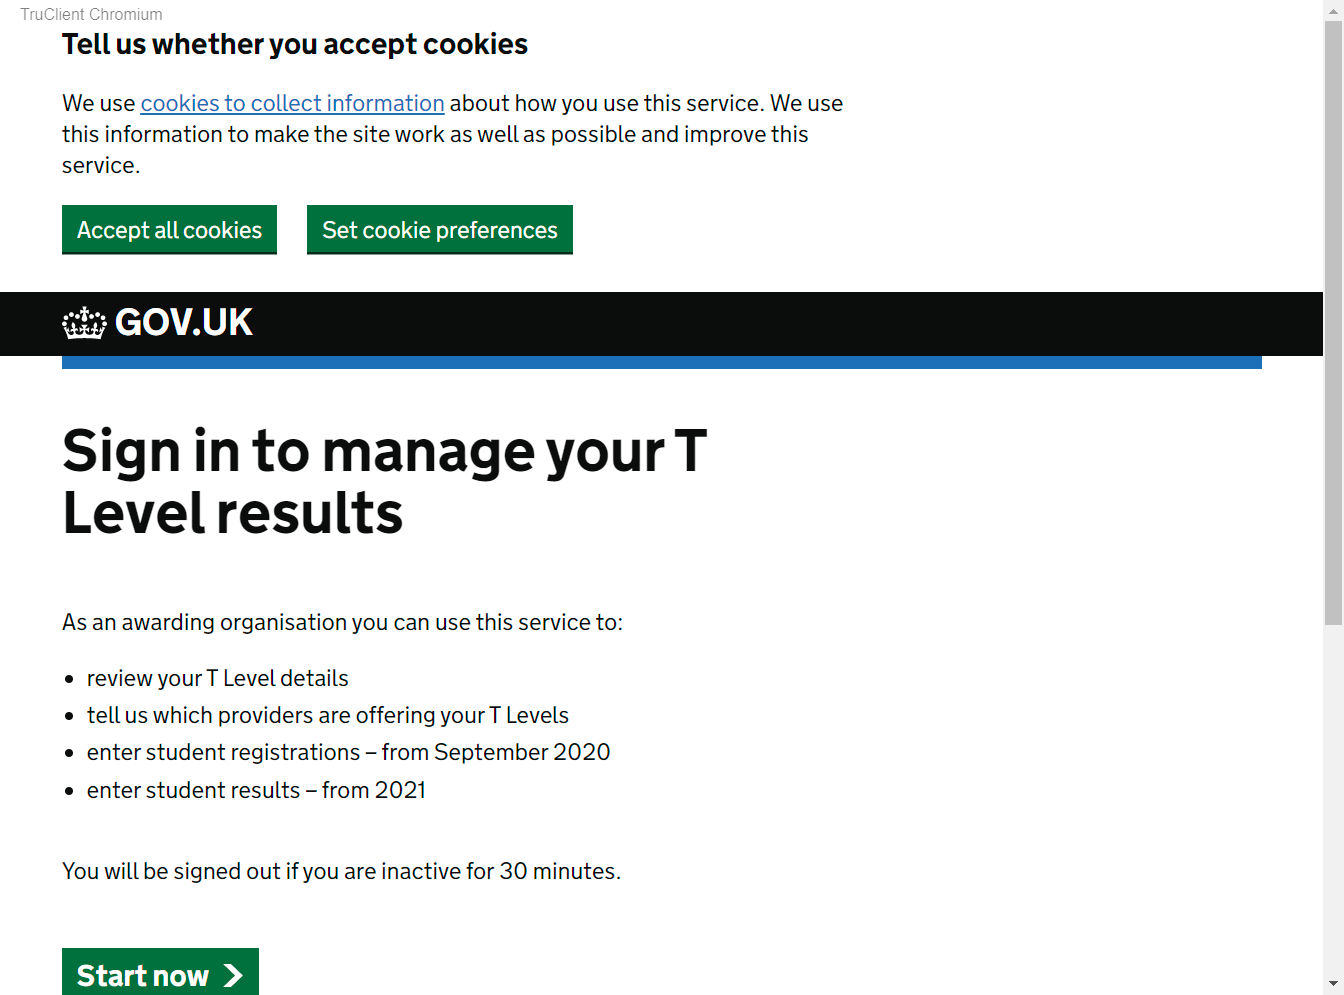 TruClient Chromium
Tell us whether you accept cookies
We use cookies to collect information about how you use this service. We use
this information to make the site work as well as possible and improve this
service.
Accept all cookies
Set cookie preferences
GOV.UK
Sign in to manage your T
Level results
As an awarding organisation you can use this service to:
• review your T Level details
• tell us which providers are offering your T Levels
• enter student registrations – from September 2020
• enter student results – from 2021
You will be signed out if you are inactive for 30 minutes.
Start now